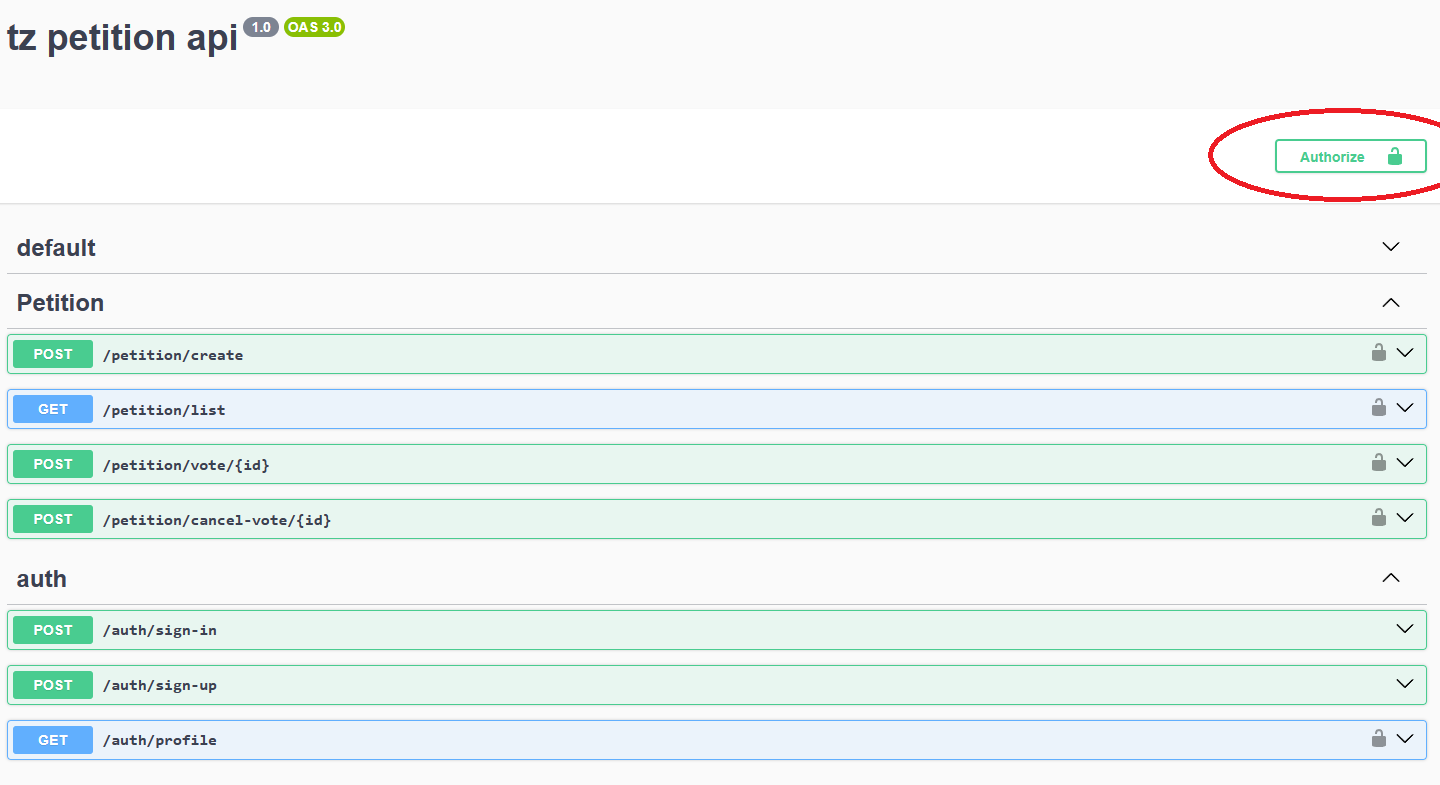 tz petition api 1.0 OAS 3.0
Authorize
default
Petition
POST /petition/create
GET /petition/list
POST /petition/vote/{id}
POST /petition/cancel-vote/{id}
auth
POST /auth/sign-in
POST /auth/sign-up
GET /auth/profile